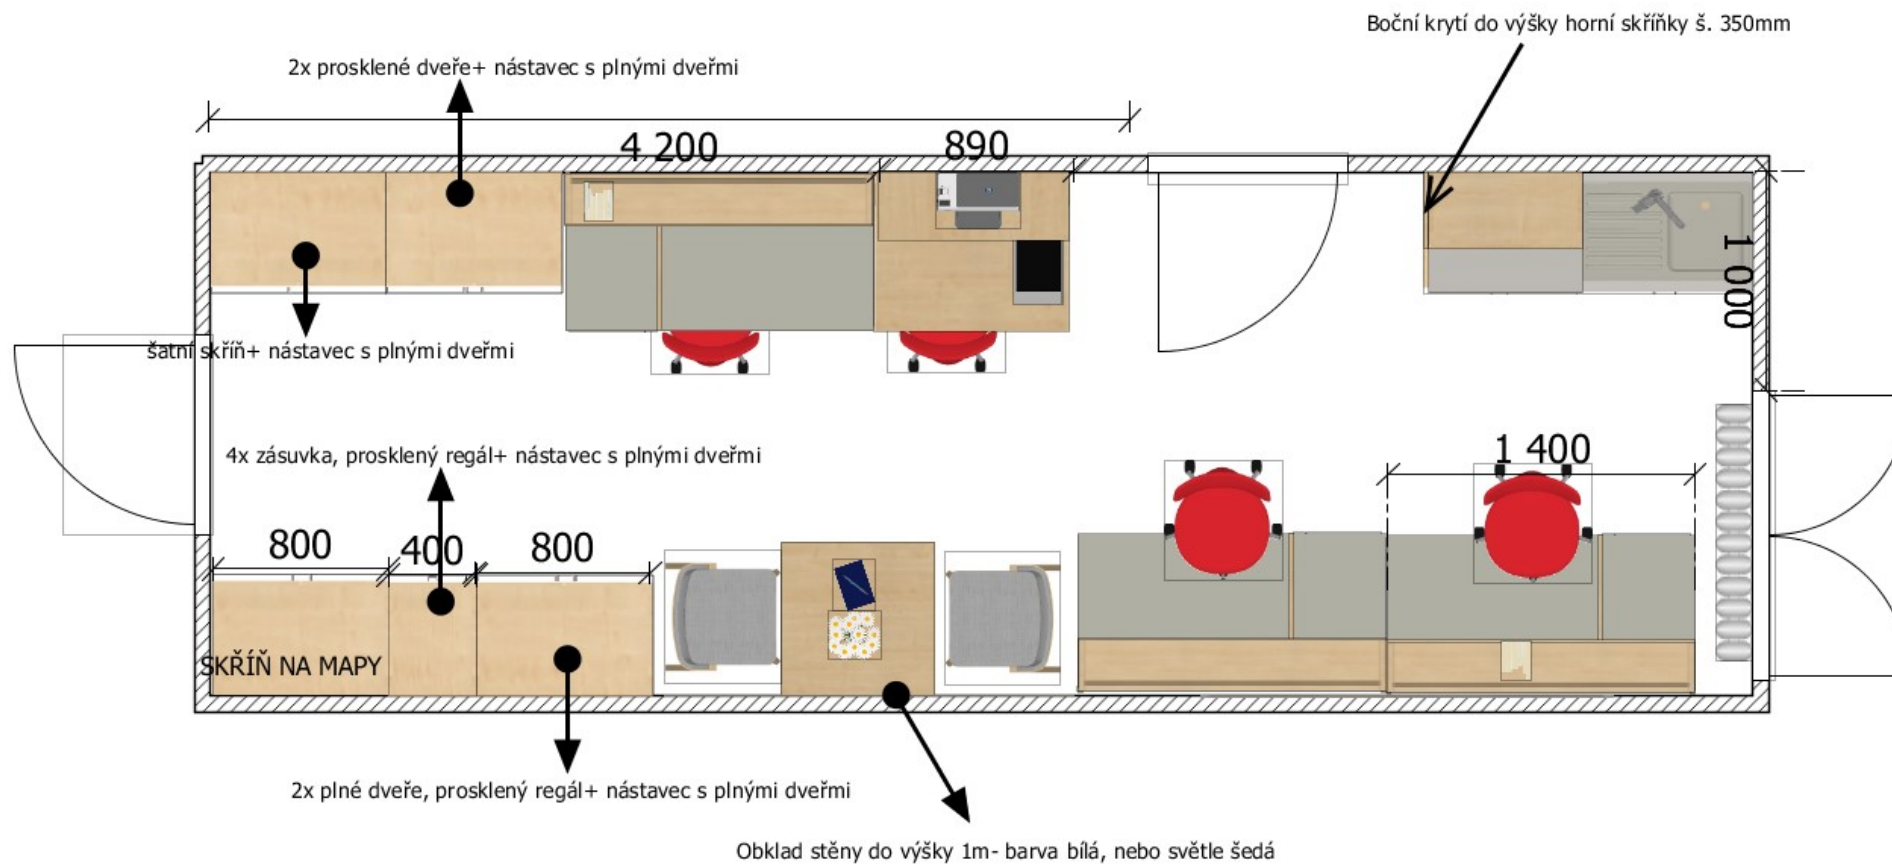 Boční krytí do výšky horní skříňky š. 350mm
2x prosklené dveře+ nástavec s plnými dveřmi
4 200
890
1 000
šatní skříň+ nástavec s plnými dveřmi
4x zásuvka, prosklený regál+ nástavec s plnými dveřmi
1 400
800
400
800
SKŘÍŇ NA MAPY
2x plné dveře, prosklený regál+ nástavec s plnými dveřmi
Obklad stěny do výšky 1m- barva bílá, nebo světle šedá